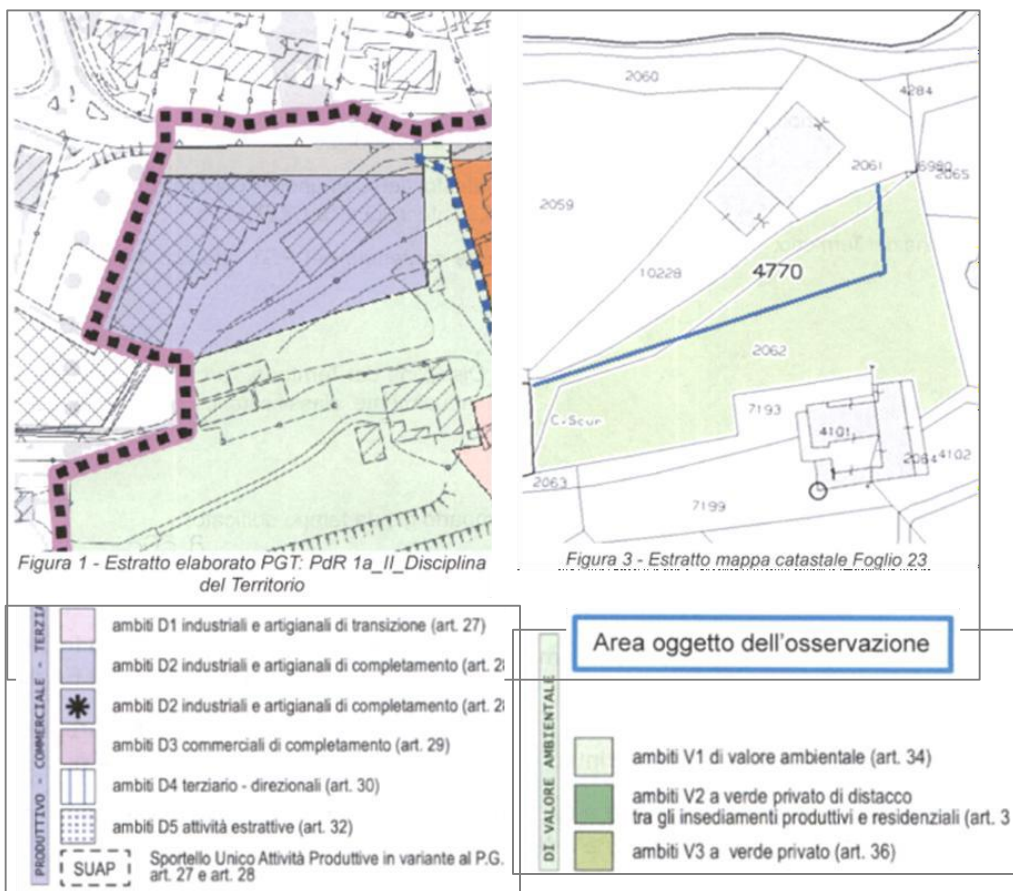 2060
4284
2061
6980
2065
2059
10228
4770
2062
C.Scur
7193
4101
2064
4102
2063
7199
Figura 1 - Estratto elaborato PGT: PdR 1a_II_Disciplina
del Territorio
Figura 3 - Estratto mappa catastale Foglio 23
PRODUTTIVO - COMMERCIALE - TERZIA
ambiti D1 industriali e artigianali di transizione (art. 27)
ambiti D2 industriali e artigianali di completamento (art. 28
ambiti D2 industriali e artigianali di completamento (art. 28
ambiti D3 commerciali di completamento (art. 29)
ambiti D4 terziario - direzionali (art. 30)
ambiti D5 attività estrattive (art. 32)
SUAP
Sportello Unico Attività Produttive in variante al P.G.
art. 27 e art. 28
Area oggetto dell'osservazione
DI VALORE AMBIENTALE
ambiti V1 di valore ambientale (art. 34)
ambiti V2 a verde privato di distacco
tra gli insediamenti produttivi e residenziali (art. 3
ambiti V3 a verde privato (art. 36)